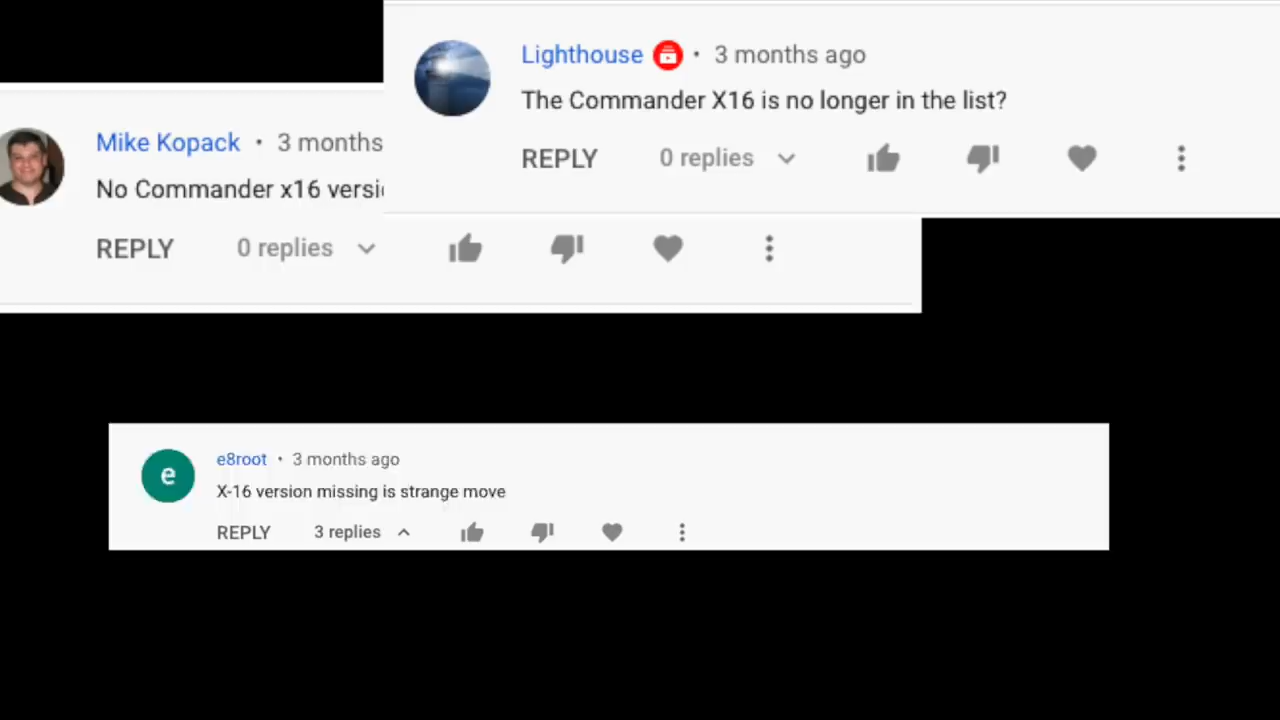 Lighthouse • 3 months ago
The Commander X16 is no longer in the list?
REPLY 0 replies
Mike Kopack • 3 months
No Commander x16
REPLY 0 replies
e
e8root • 3 months ago
X-16 version missing is strange move
REPLY 3 replies